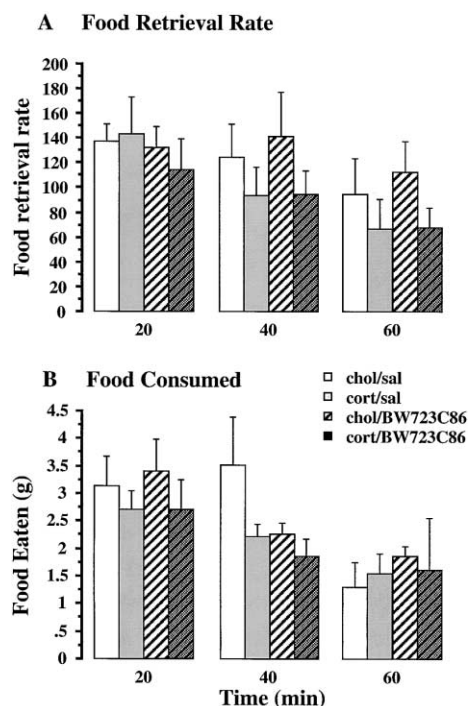 A Food Retrieval Rate
Food retrieval rate
200
180
160
140
120
100
80
60
40
20
0
20 40 60
B Food Consumed
chol/sal
cort/sal
chol/BW723C86
cort/BW723C86
Food Eaten (g)
4.5
4
3.5
3
2.5
2
1.5
1
.5
0
20 40 60
Time (min)